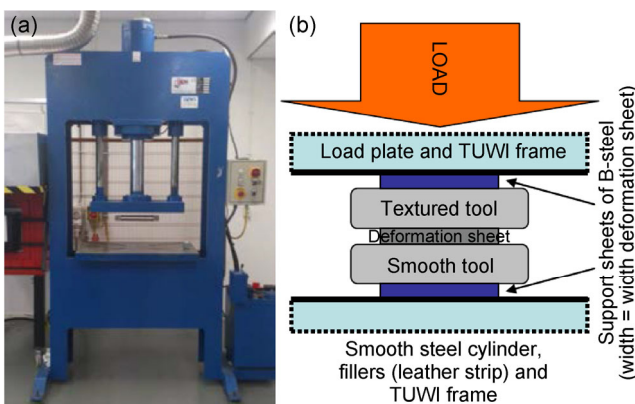 (a)
(b)
LOAD
Load plate and TUWI frame
Textured tool
Deformation sheet
Smooth tool
Smooth steel cylinder,
fillers (leather strip) and
TUWI frame
Support sheets of B-steel
(width = width deformation sheet)